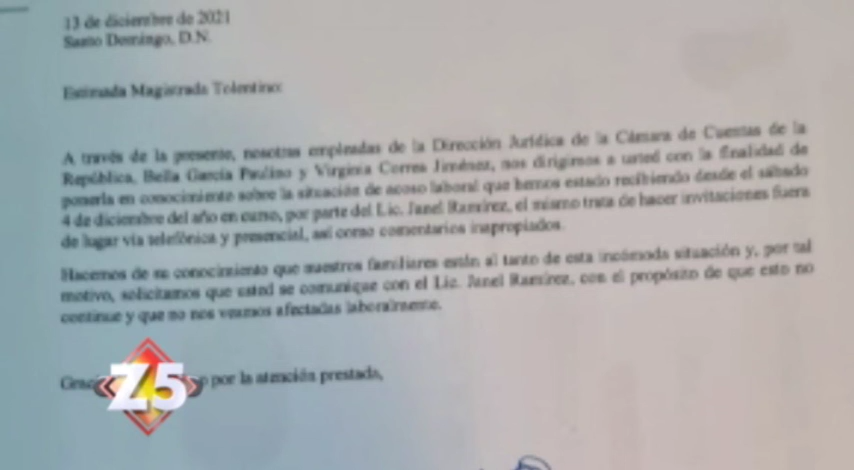 13 de diciembre de 2021
Santo Domingo, D.N.
Estimada Magistrada Tolentino:
A través de la presente, nosotras empleadas de la Dirección Jurídica de la Cámara de Cuentas de la
República, Bella García Paulino y Virginia Correa Jiménez, nos dirigimos a usted con la finalidad de
ponerla en conocimiento sobre la situación de acoso laboral que hemos estado recibiendo desde el sábado
4 de diciembre del año en curso, por parte del Lic. Janel Ramírez, el mismo trata de hacer invitaciones fuera
de lugar vía telefónica y presencial, así como comentarios inapropiados.
Hacemos de su conocimiento que nuestros familiares están al tanto de esta incómoda situación y, por tal
motivo, solicitamos que usted se comunique con el Lic. Janel Ramírez, con el propósito de que esto no
continue y que no nos veamos afectadas laboralmente.
por la atención prestada,
Z5